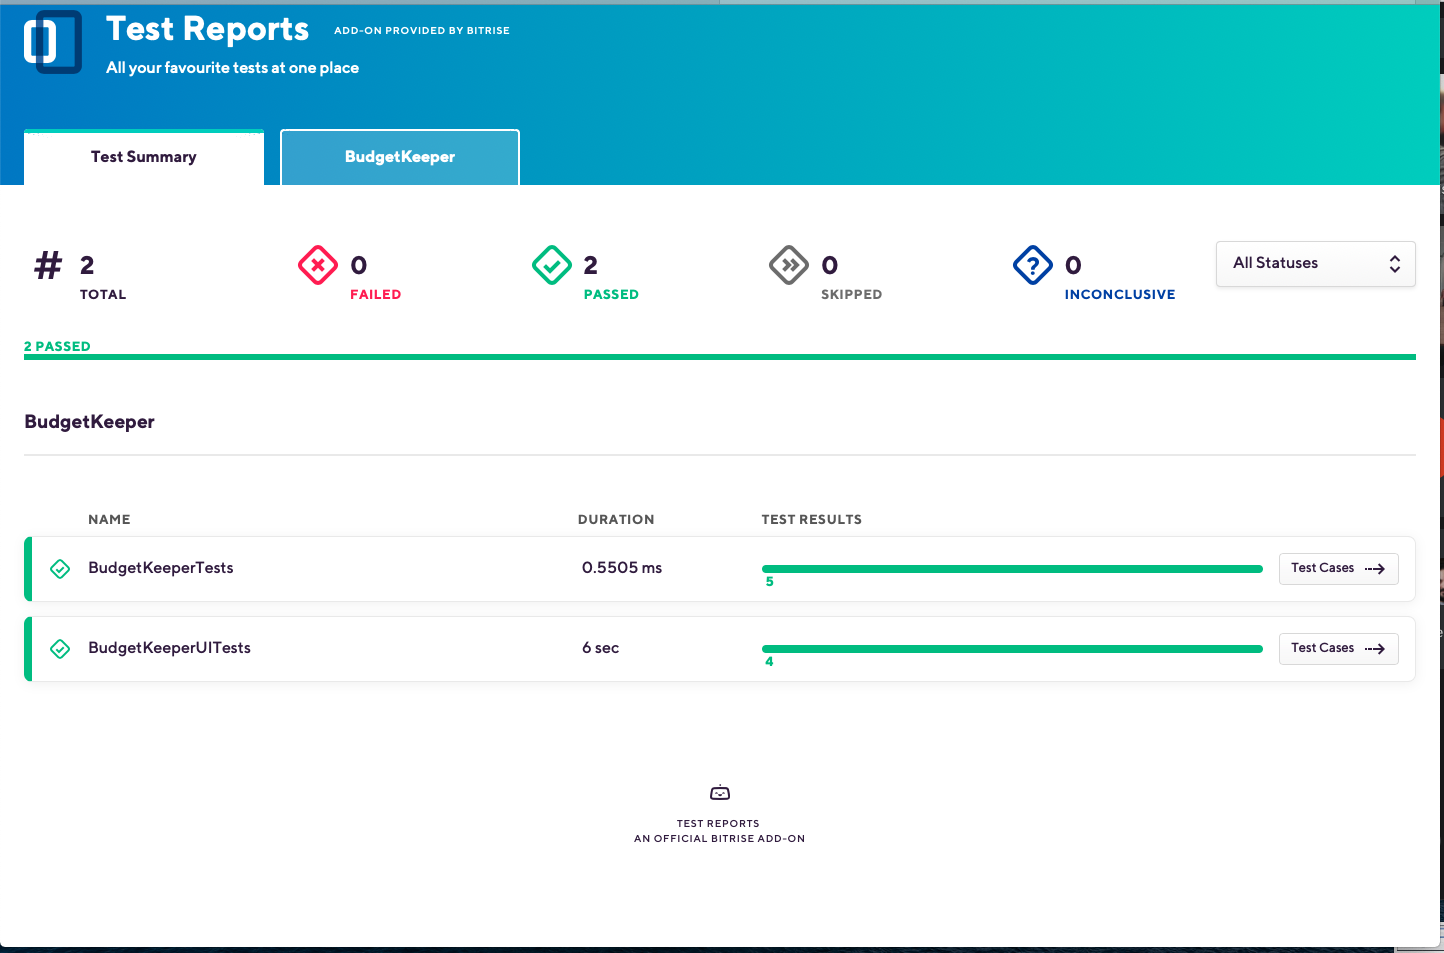 Test Reports ADD-ON PROVIDED BY BITRISE
All your favourite tests at one place
Test Summary BudgetKeeper
# 2 0 2 0 ? 0 All Statuses
TOTAL FAILED PASSED SKIPPED INCONCLUSIVE
2 PASSED
BudgetKeeper
NAME DURATION TEST RESULTS
BudgetKeeperTests 0.5505 ms Test Cases
5
BudgetKeeperUITests 6 sec Test Cases
4
TEST REPORTS
AN OFFICIAL BITRISE ADD-ON